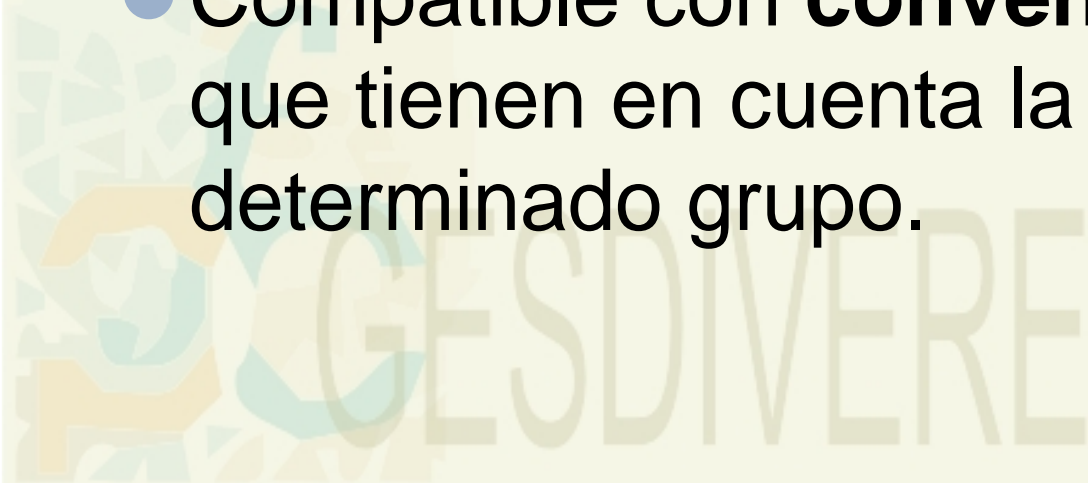 Compatible con
que tienen en cuenta la
determinado grupo.
GESDIVERE